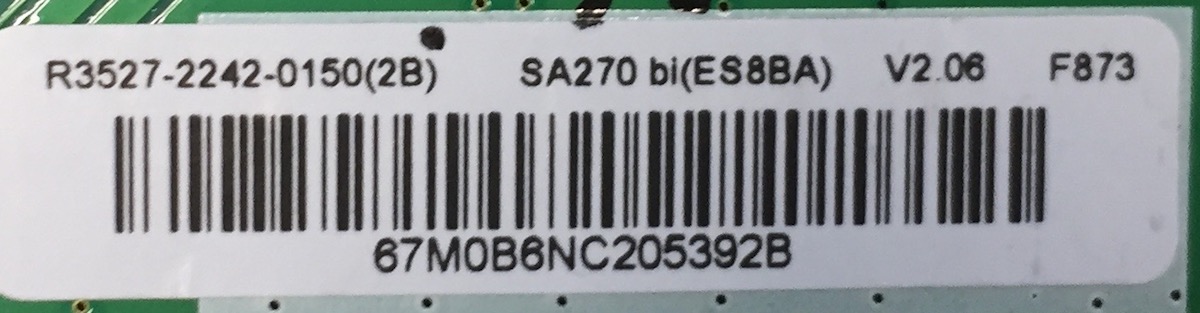 R3527-2242-0150(2B) SA270 bi(ES8BA) V2.06 F873
67M0B6NC205392B